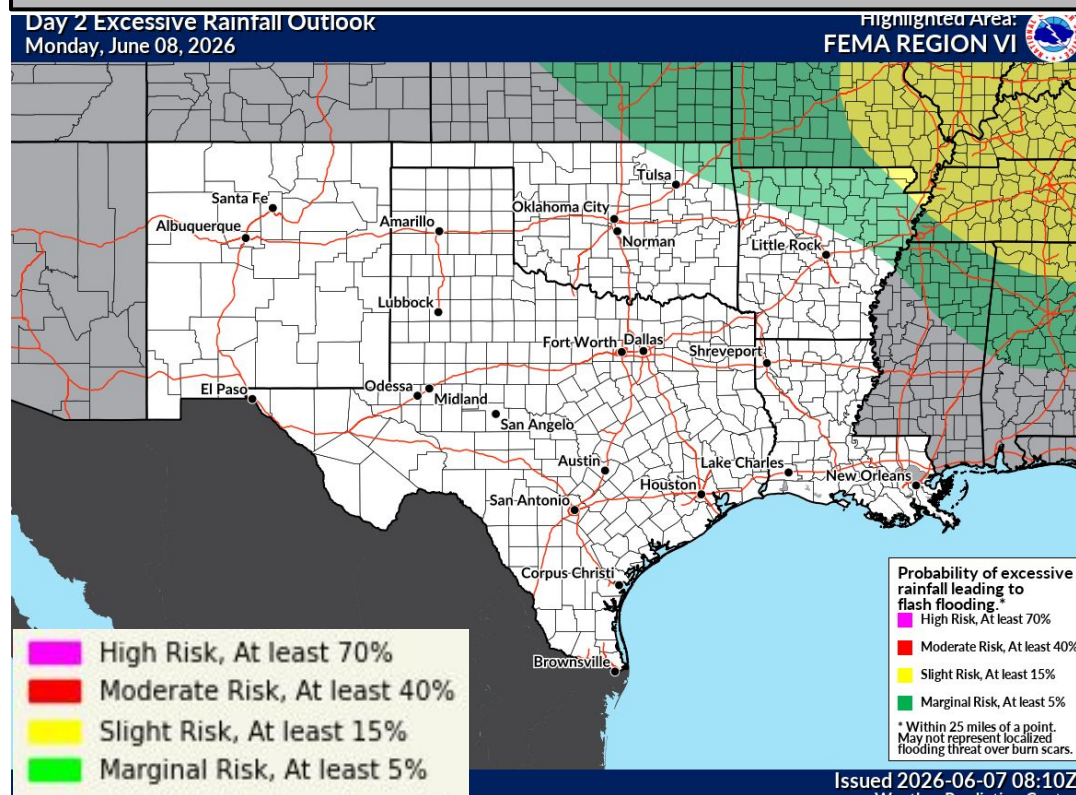 Day 2 Excessive Rainfall Outlook
Monday, June 08, 2026
Highlighted Area:
FEMA REGION VI
Santa Fe
Albuquerque
Amarillo
Tulsa
Oklahoma City
Norman
Little Rock
Lubbock
Fort Worth
Dallas
Shreveport
El Paso
Odessa
Midland
San Angelo
Austin
Lake Charles
New Orleans
Houston
San Antonio
Corpus Christi
Brownsville
Probability of excessive
rainfall leading to
flash flooding.*
High Risk, At least 70%
Moderate Risk, At least 40%
Slight Risk, At least 15%
Marginal Risk, At least 5%
* Within 25 miles of a point.
May not represent localized
flooding threat over burn scars.
High Risk, At least 70%
Moderate Risk, At least 40%
Slight Risk, At least 15%
Marginal Risk, At least 5%
Issued 2026-06-07 08:10Z